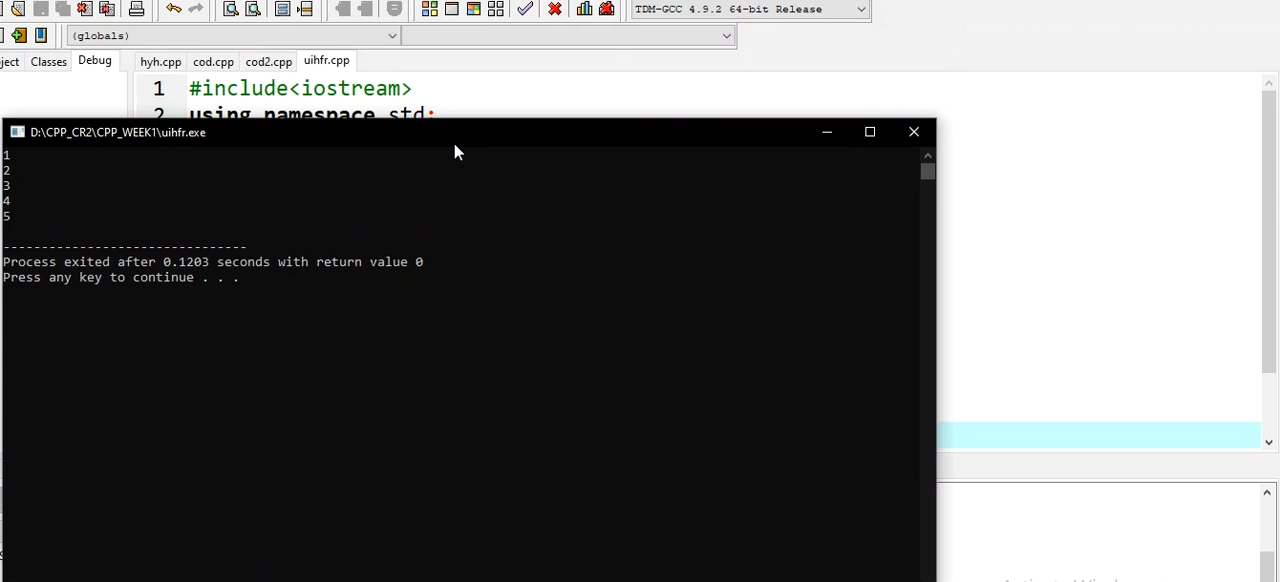 TDM-GCC 4.9.2 64-bit Release
(globals)
Classes
Debug
hyh.cpp
cod.cpp
cod2.cpp
uihfr.cpp
1 #include<iostream>
2 using namespace std;
D:\CPP_CR2\CPP_WEEK1\uihfr.exe
1
2
3
4
5
--------------------------------
Process exited after 0.1203 seconds with return value 0
Press any key to continue . . .